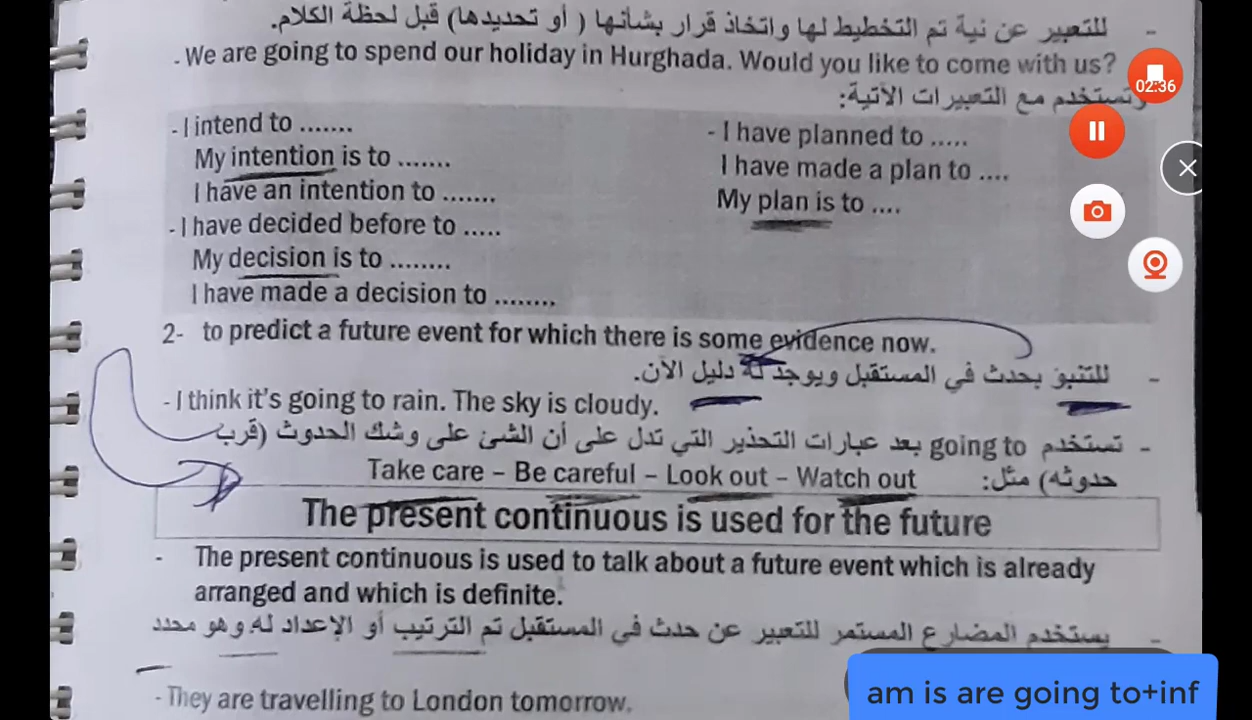 - للتعبير عن نية تم التخطيط لها واتخاذ قرار بشأنها ( أو تحديدها) قبل لحظة الكلام.
- We are going to spend our holiday in Hurghada. Would you like to come with us?
وتستخدم مع التعبيرات الآتية:
- I intend to .......
My intention is to .......
I have an intention to .......
- I have decided before to .....
My decision is to ........
I have made a decision to ........
- I have planned to .....
I have made a plan to ....
My plan is to ....
2- to predict a future event for which there is some evidence now.
- للتنبؤ بحدث في المستقبل ويوجد له دليل الآن.
- I think it's going to rain. The sky is cloudy.
- تستخدم going to بعد عبارات التحذير التي تدل على أن الشئ على وشك الحدوث (قرب
حدوثه) مثل: Take care – Be careful – Look out – Watch out
The present continuous is used for the future
- The present continuous is used to talk about a future event which is already
arranged and which is definite.
- يستخدم المضارع المستمر للتعبير عن حدث فى المستقبل تم الترتيب أو الإعداد له وهو محدد
- They are travelling to London tomorrow.
02:36
am is are going to+inf